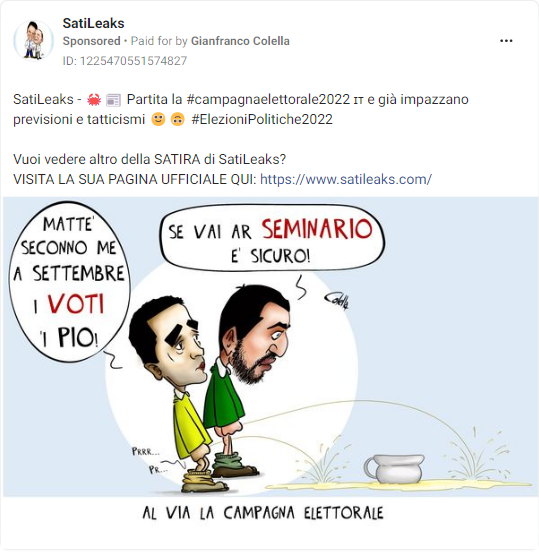 SatiLeaks
Sponsored • Paid for by Gianfranco Colella
ID: 1225470551574827
SatiLeaks - 🦀 📰 Partita la #campagnaelettorale2022 ɪᴛ e già impazzano
previsioni e tatticismi 🙂 🙃 #ElezioniPolitiche2022
Vuoi vedere altro della SATIRA di SatiLeaks?
VISITA LA SUA PAGINA UFFICIALE QUI: https://www.satileaks.com/
MATTE'
SECONNO ME
A SETTEMBRE
I VOTI
'I PIO!
SE VAI AR SEMINARIO
E' SICURO!
Colella
PRRR...
PR...
AL VIA LA CAMPAGNA ELETTORALE